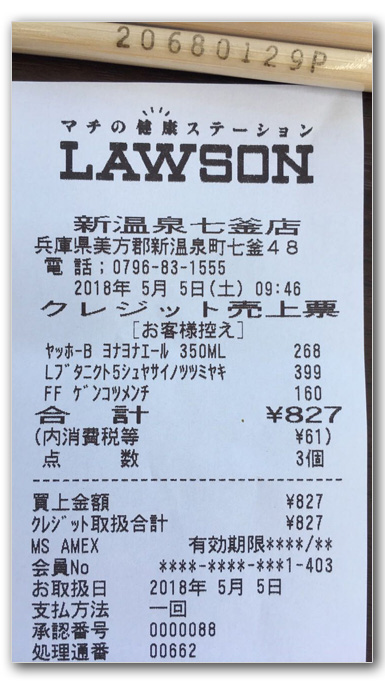 20680129P
マチの健康ステーション
LAWSON
新温泉七釜店
兵庫県美方郡新温泉町七釜48
電話;0796-83-1555
2018年 5月 5日(土) 09:46
クレジット売上票
[お客様控え]
ヤッホーB ヨナヨナエール 350ML 268
Lブタニクト5シュヤサイノツツミヤキ 399
FF ゲンコツメンチ 160
合 計 ¥827
(内消費税等 ¥61)
点 数 3個
買上金額 ¥827
クレジット取扱合計 ¥827
MS AMEX 有効期限****/**
会員No ****-****-***1-403
お取扱日 2018年 5月 5日
支払方法 一回
承認番号 0000088
処理通番 00662